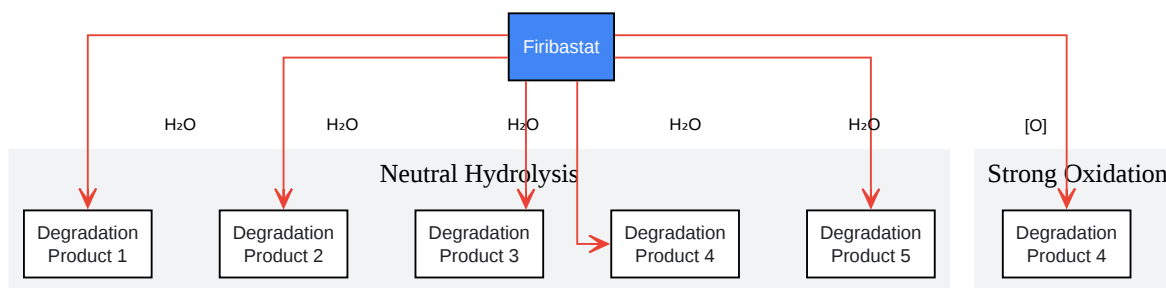 Firibastat
H₂O
H₂O
H₂O
H₂O
H₂O
[O]
Neutral Hydrolysis
Strong Oxidation
Degradation
Product 1
Degradation
Product 2
Degradation
Product 3
Degradation
Product 4
Degradation
Product 5
Degradation
Product 4